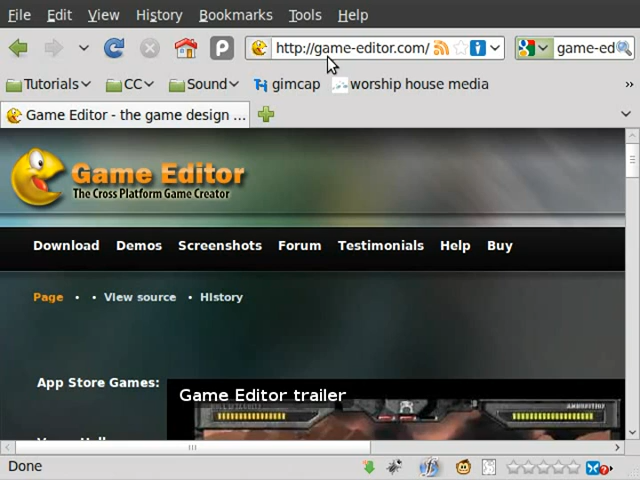 File Edit View History Bookmarks Tools Help
http://game-editor.com/ game-ed
Tutorials CC Sound gimcap worship house media »
Game Editor - the game design ...
Game Editor
The Cross Platform Game Creator
Download Demos Screenshots Forum Testimonials Help Buy
Page • • View source • History
App Store Games:
Game Editor trailer
Done